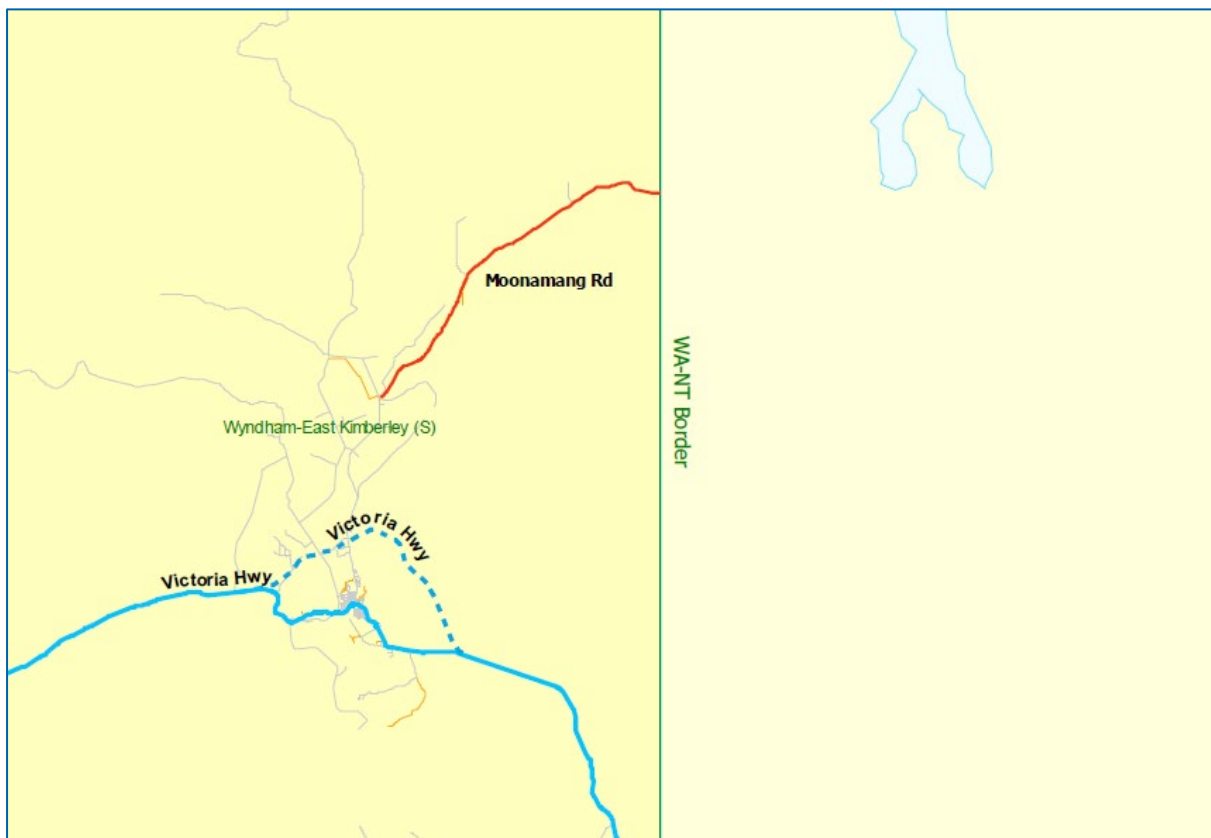 Moonamang Rd
WA-NT Border
Wyndham-East Kimberley (S)
Victoria Hwy
Victoria Hwy